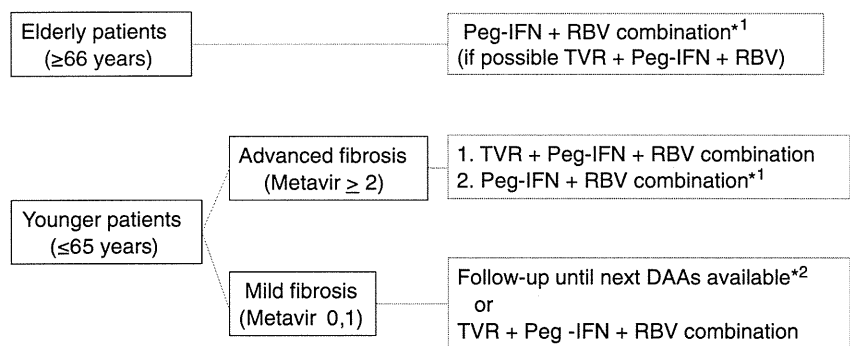 Elderly patients
(≥66 years)
Peg-IFN + RBV combination*1
(if possible TVR + Peg-IFN + RBV)
Advanced fibrosis
(Metavir ≥ 2)
1. TVR + Peg-IFN + RBV combination
2. Peg-IFN + RBV combination*1
Younger patients
(≤65 years)
Mild fibrosis
(Metavir 0,1)
Follow-up until next DAAs available*2
or
TVR + Peg -IFN + RBV combination